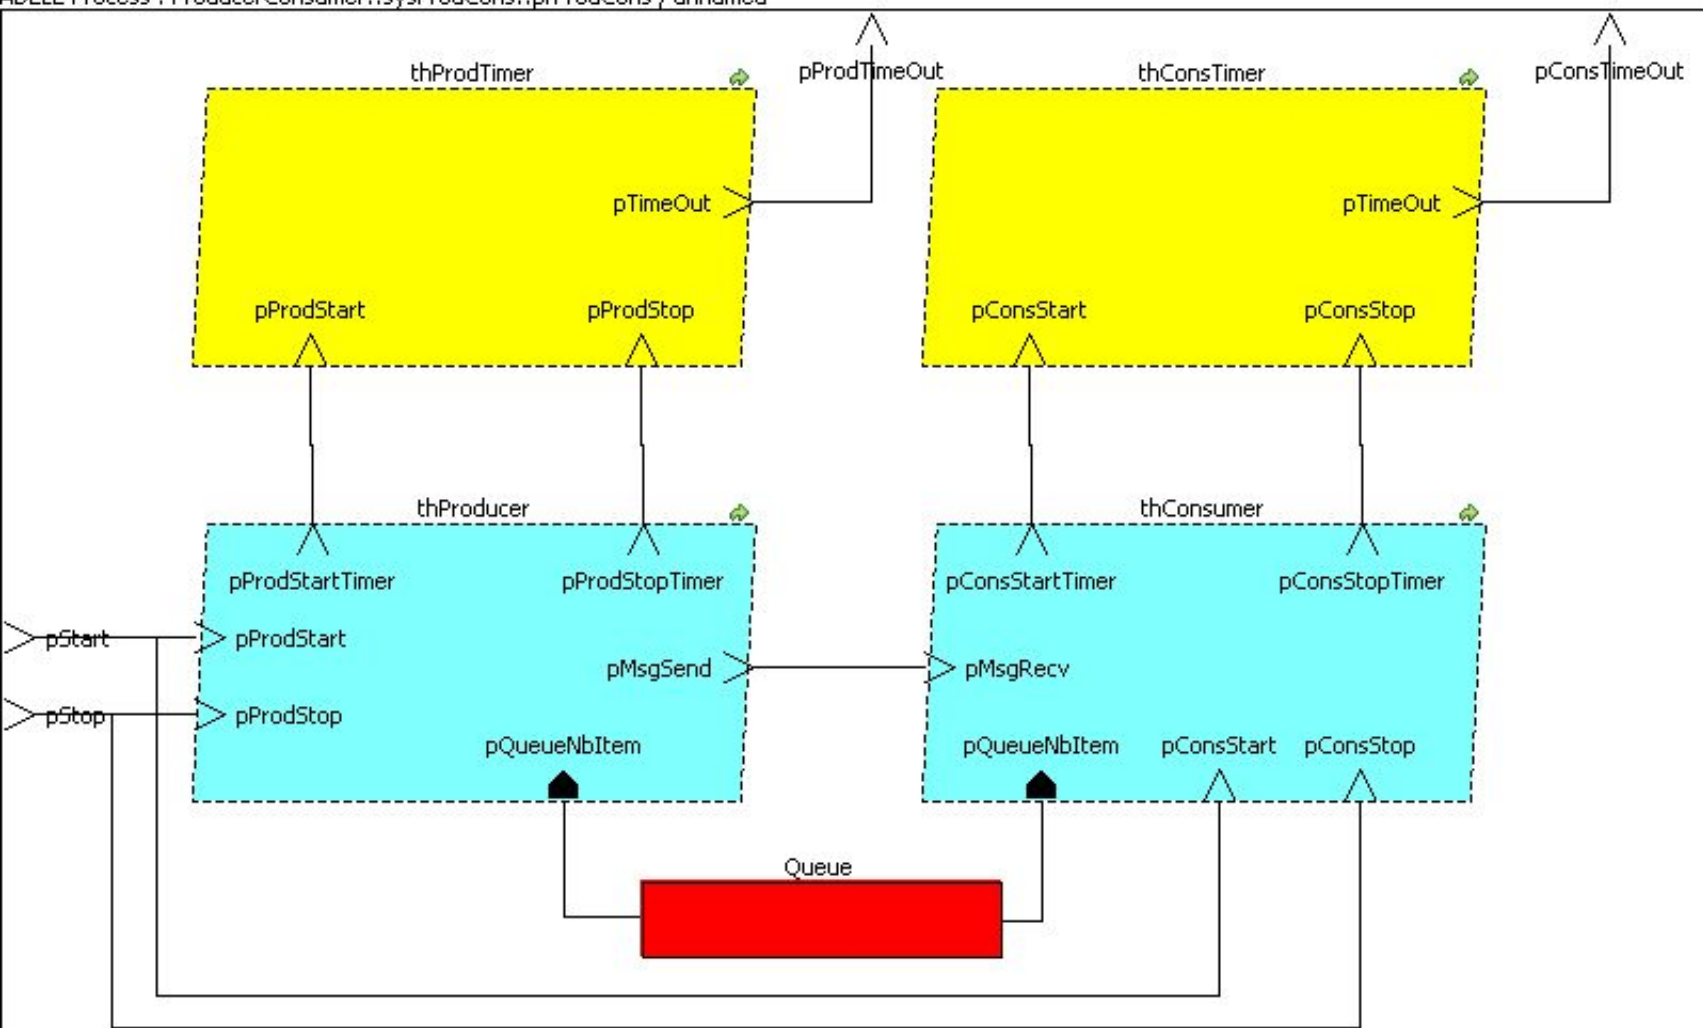 thProdTimer
pProdTimeOut
thConsTimer
pConsTimeOut
pTimeOut
pTimeOut
pProdStart
pProdStop
pConsStart
pConsStop
thProducer
thConsumer
pProdStartTimer
pProdStopTimer
pConsStartTimer
pConsStopTimer
pStart
pProdStart
pMsgSend
pMsgRecv
pStop
pProdStop
pQueueNbItem
pQueueNbItem
pConsStart
pConsStop
Queue